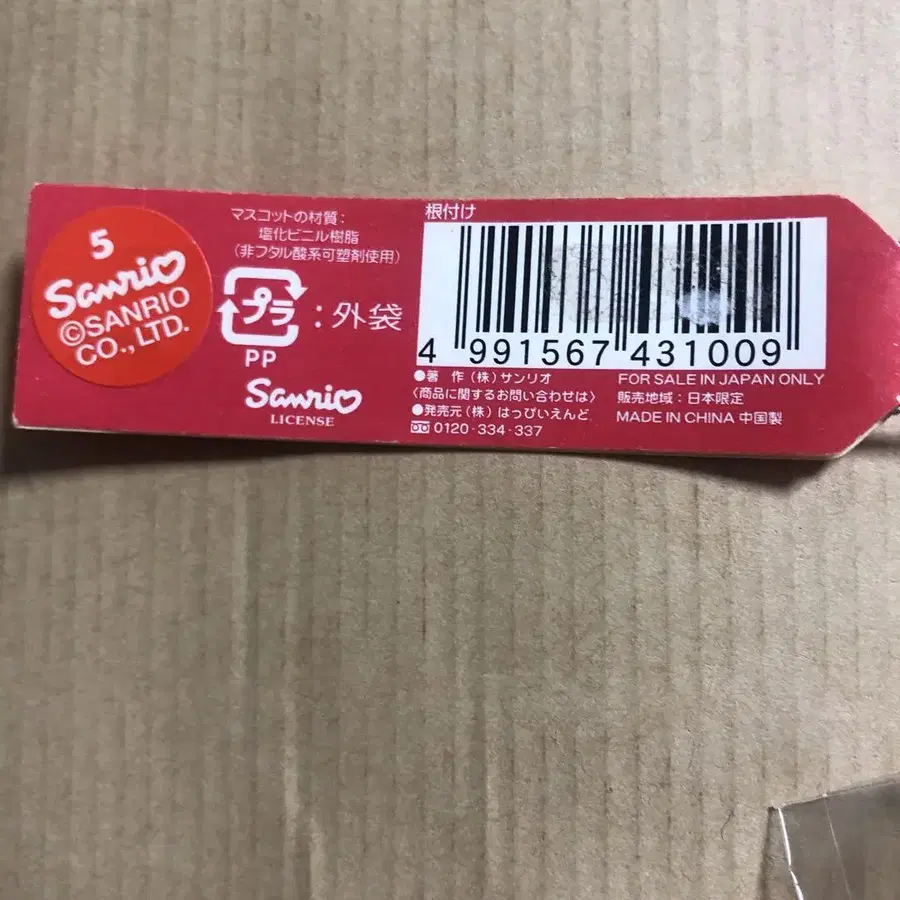 5
Sanrio
©SANRIO
CO., LTD.
マスコットの材質:
塩化ビニル樹脂
(非フタル酸系可塑剤使用)
プラ
:外袋
PP
Sanrio
LICENSE
根付け
4 991567 431009
●著 作 (株) サンリオ
〈商品に関するお問い合わせは〉
●発売元 (株) はっぴいえんど
0120-334-337
FOR SALE IN JAPAN ONLY
販売地域:日本限定
MADE IN CHINA 中国製